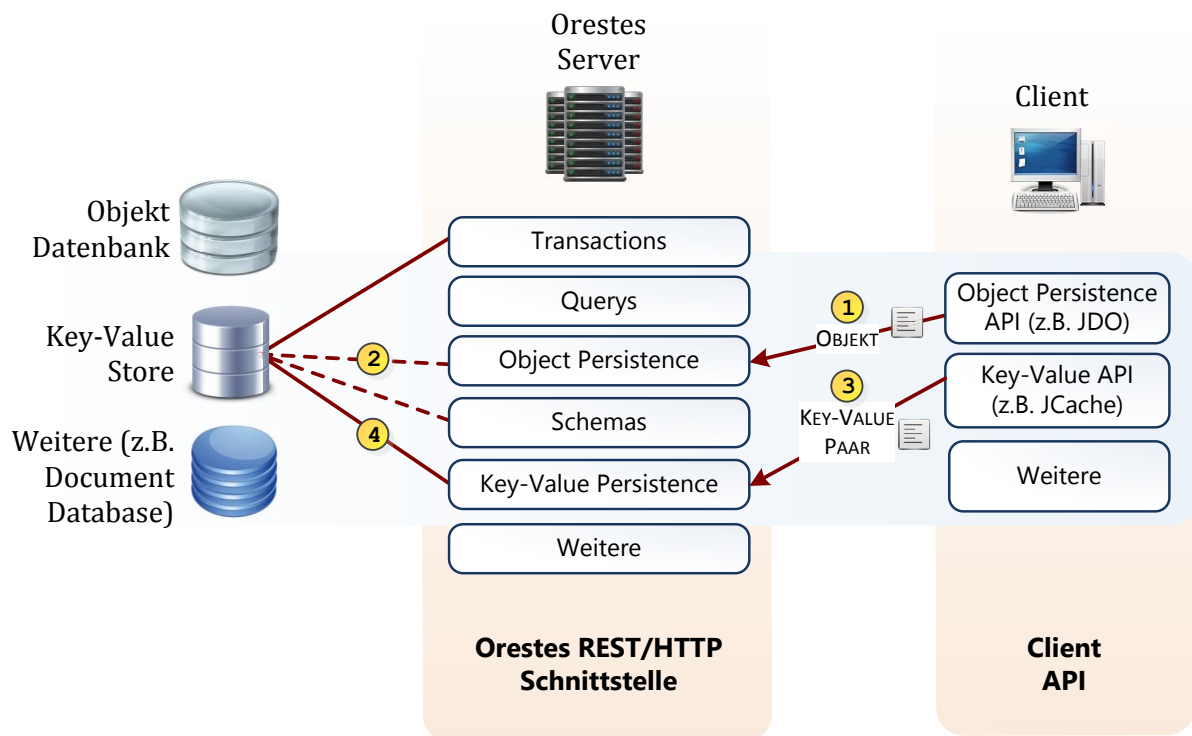 Orestes
Server
Client
Objekt
Datenbank
Key-Value
Store
Weitere (z.B.
Document
Database)
Transactions
Querys
Object Persistence
Schemas
Key-Value Persistence
Weitere
2
4
1
OBJEKT
3
KEY-VALUE
PAAR
Object Persistence
API (z.B. JDO)
Key-Value API
(z.B. JCache)
Weitere
Orestes REST/HTTP
Schnittstelle
Client
API